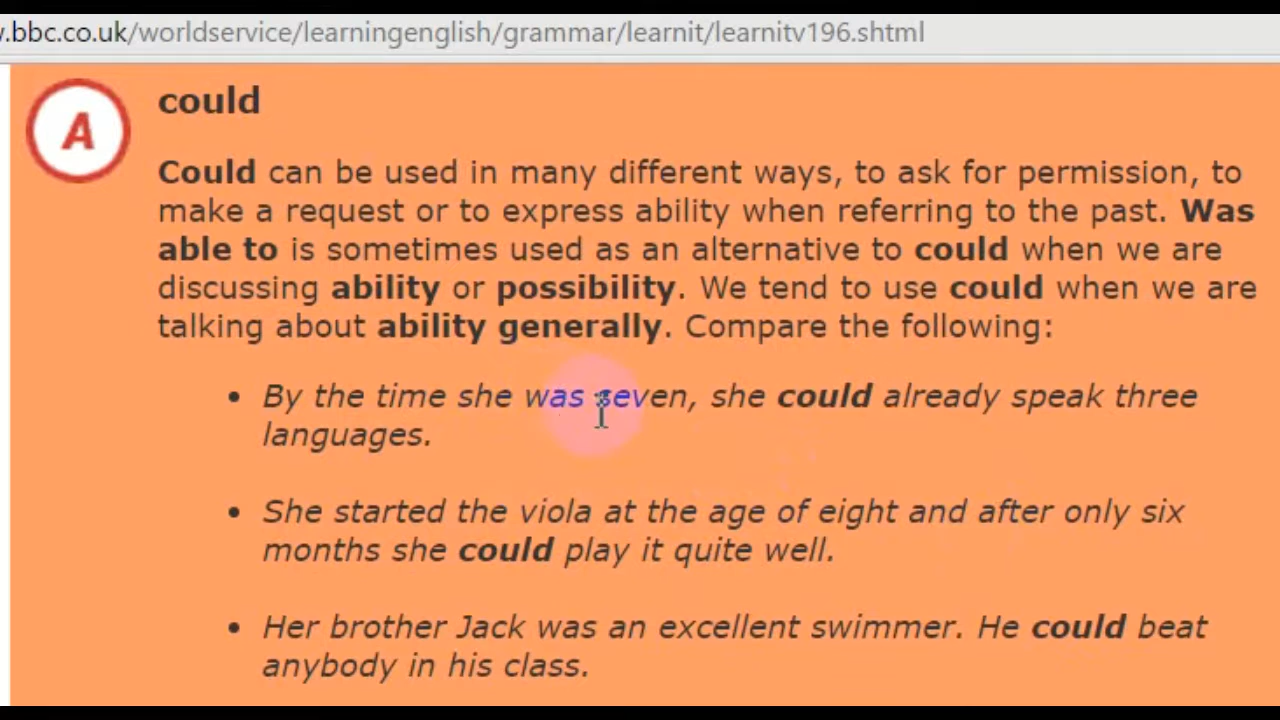 .bbc.co.uk/worldservice/learningenglish/grammar/learnit/learnitv196.shtml
A
could
Could can be used in many different ways, to ask for permission, to
make a request or to express ability when referring to the past. Was
able to is sometimes used as an alternative to could when we are
discussing ability or possibility. We tend to use could when we are
talking about ability generally. Compare the following:
• By the time she was seven, she could already speak three
languages.
• She started the viola at the age of eight and after only six
months she could play it quite well.
• Her brother Jack was an excellent swimmer. He could beat
anybody in his class.